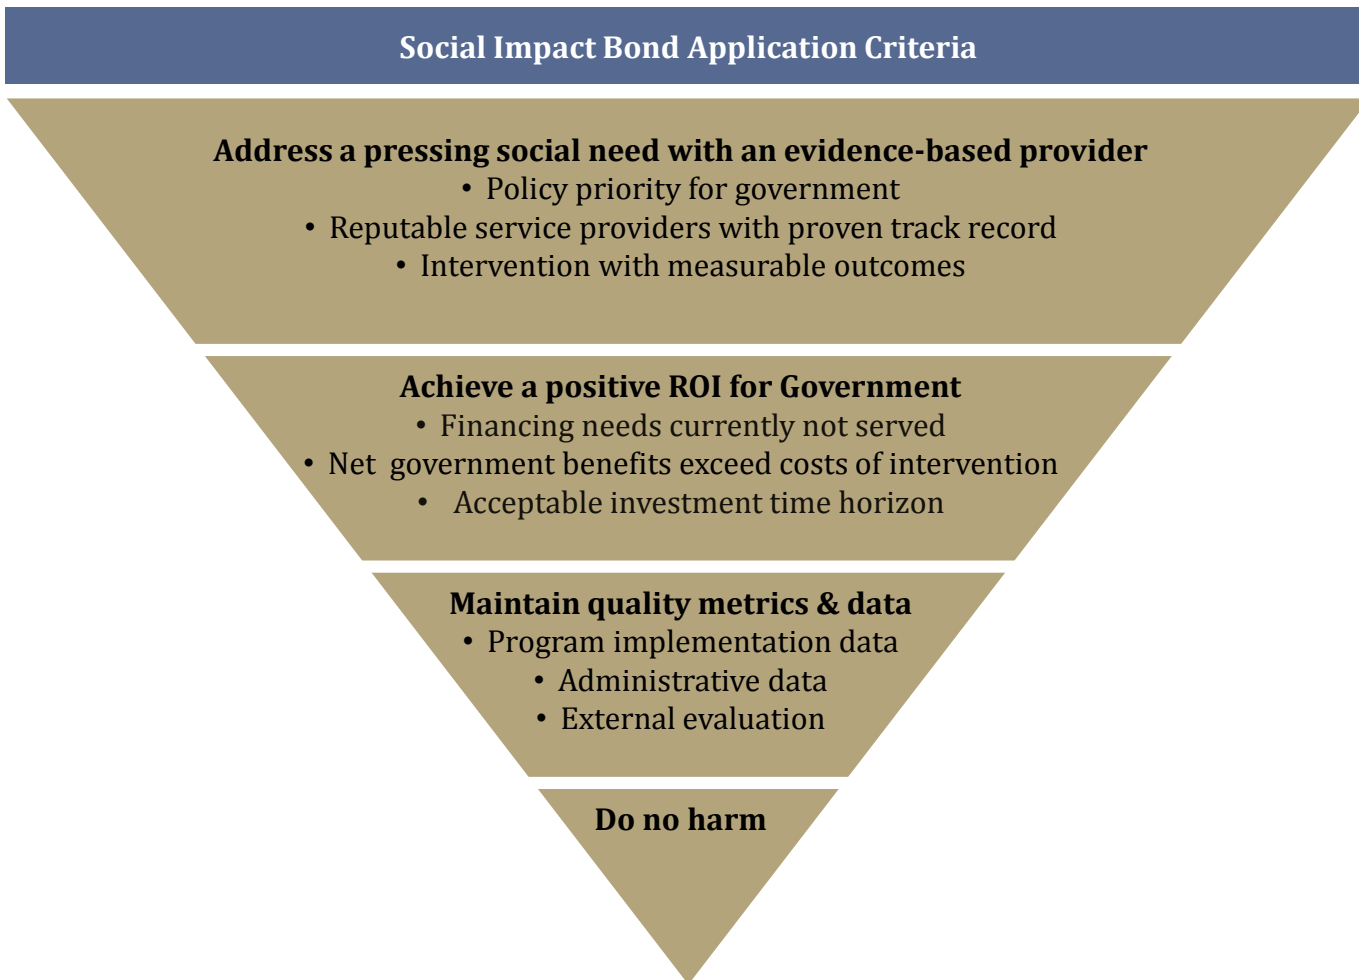 Social Impact Bond Application Criteria
Address a pressing social need with an evidence-based provider
• Policy priority for government
• Reputable service providers with proven track record
• Intervention with measurable outcomes
Achieve a positive ROI for Government
• Financing needs currently not served
• Net government benefits exceed costs of intervention
• Acceptable investment time horizon
Maintain quality metrics & data
• Program implementation data
• Administrative data
• External evaluation
Do no harm